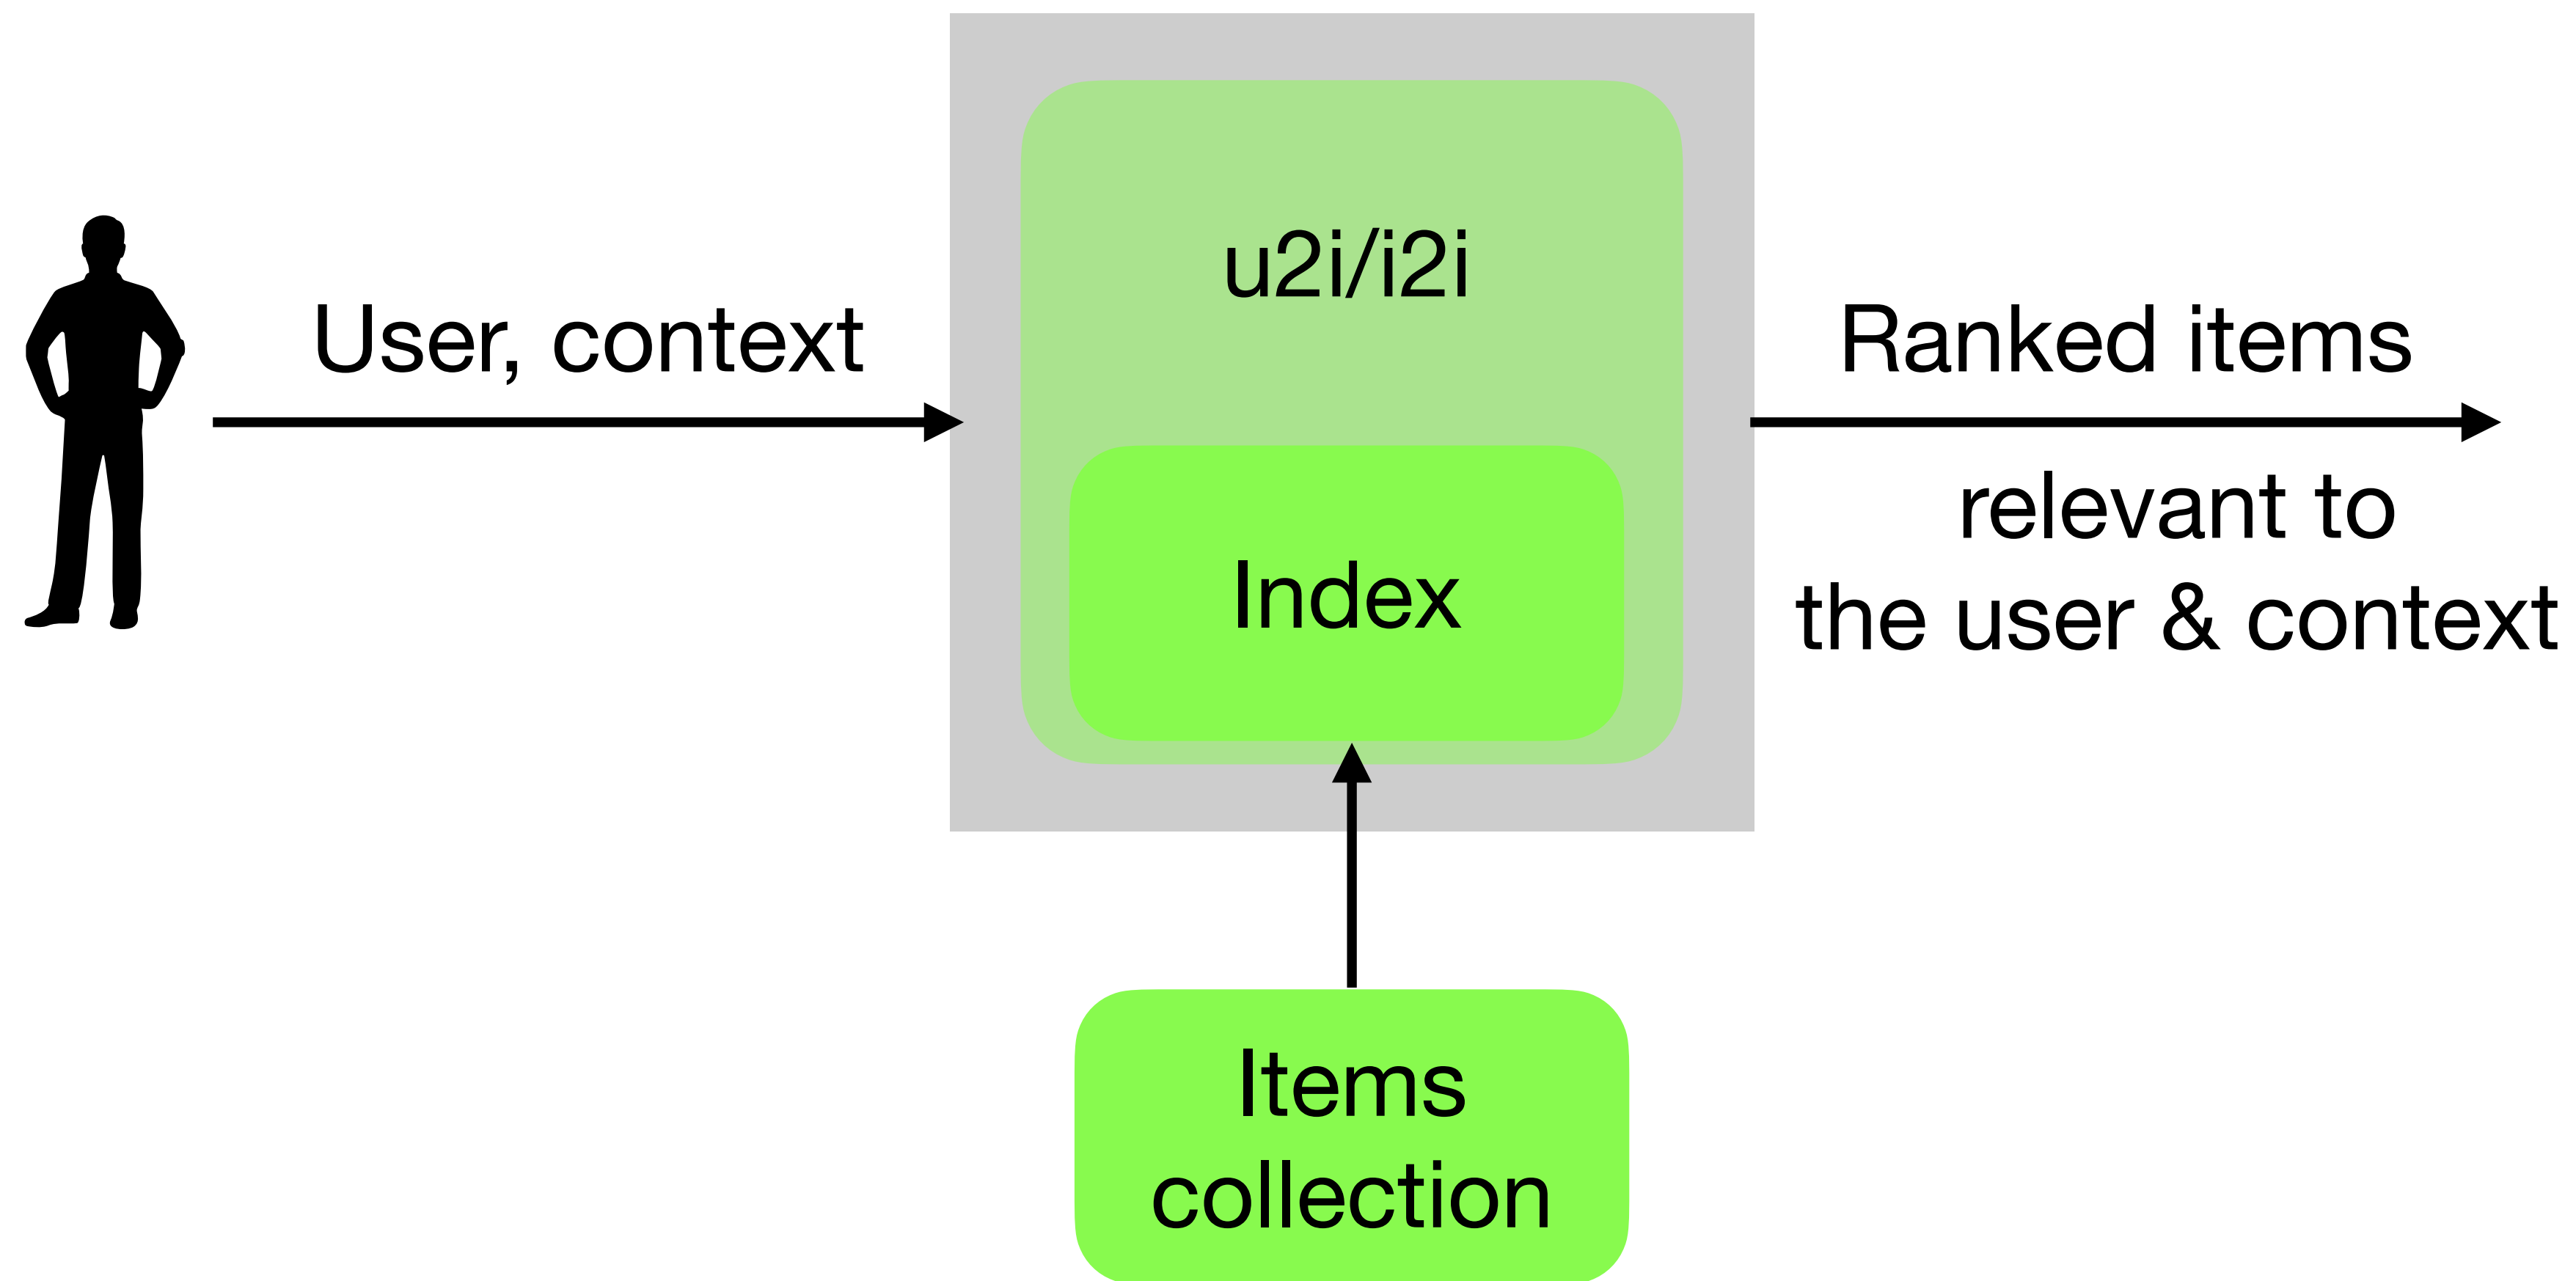 User, context
u2i/i2i
Index
Ranked items
relevant to
the user & context
Items
collection